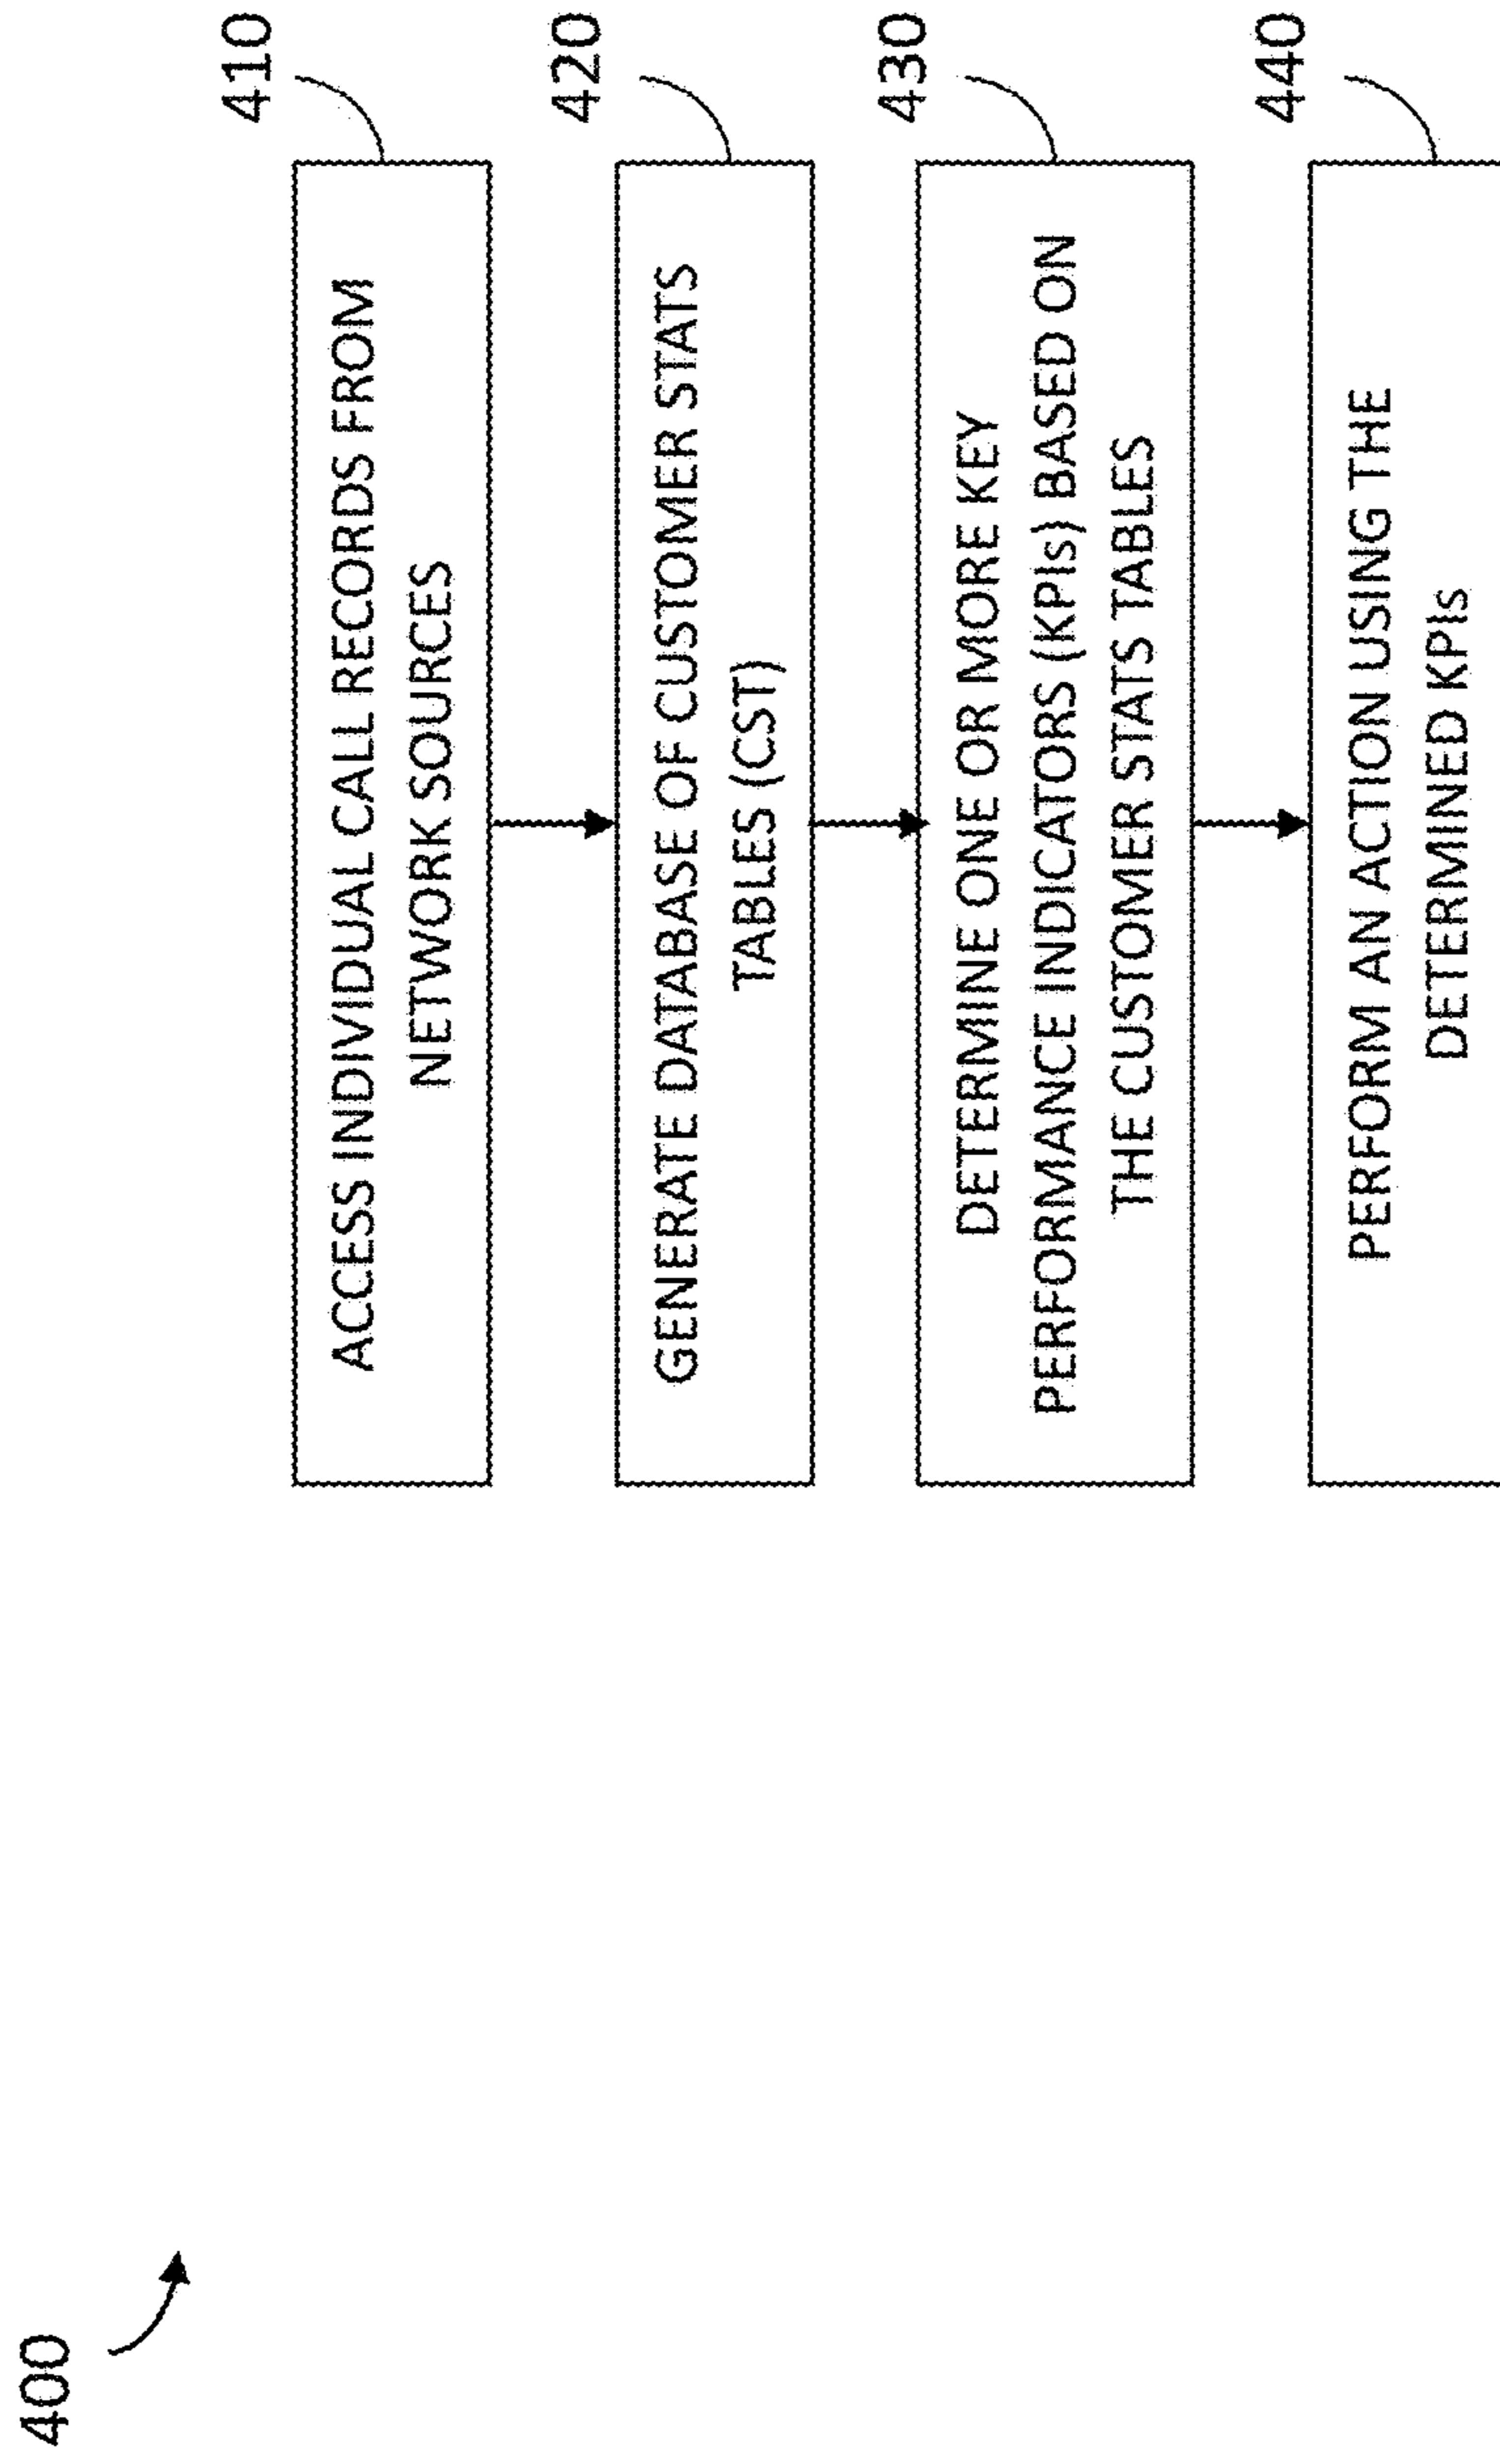 400
410
ACCESS INDIVIDUAL CALL RECORDS FROM
NETWORK SOURCES
420
GENERATE DATABASE OF CUSTOMER STATS
TABLES (CST)
430
DETERMINE ONE OR MORE KEY
PERFORMANCE INDICATORS (KPIs) BASED ON
THE CUSTOMER STATS TABLES
440
PERFORM AN ACTION USING THE
DETERMINED KPIs